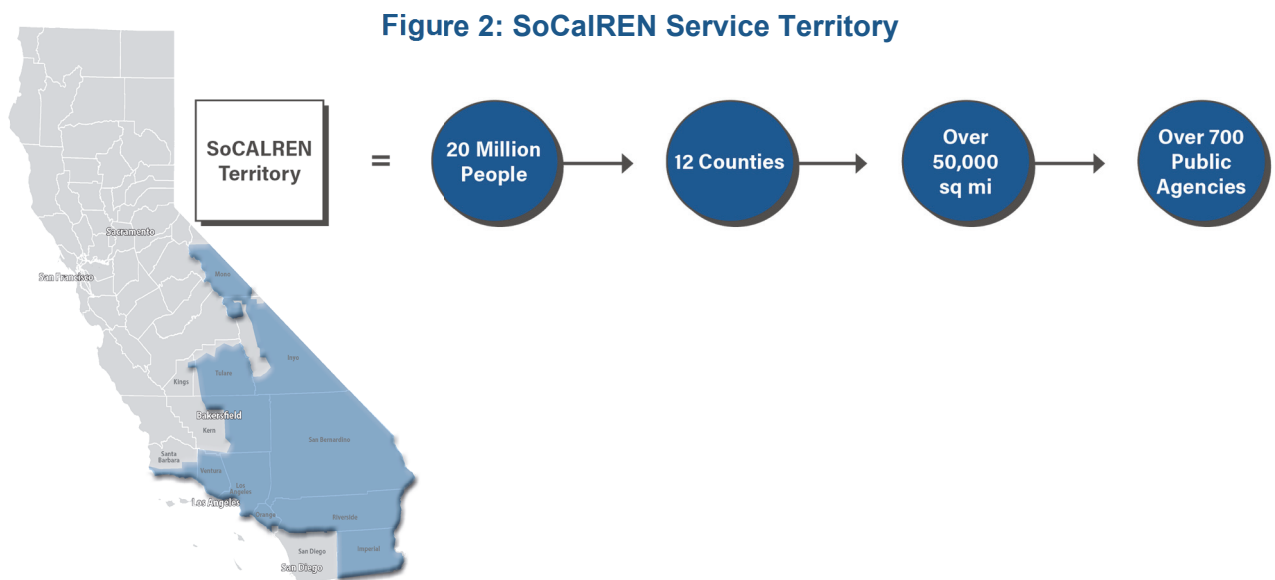 Figure 2: SoCalREN Service Territory
SoCALREN
Territory
=
20 Million
People
12 Counties
Over
50,000
sq mi
Over 700
Public
Agencies
Sacramento
San Francisco
Mono
Inyo
Kings
Tulare
Bakersfield
Kern
San Bernardino
Santa
Barbara
Ventura
Los
Angeles
Los Angeles
Orange
Riverside
San Diego
Imperial
San Diego